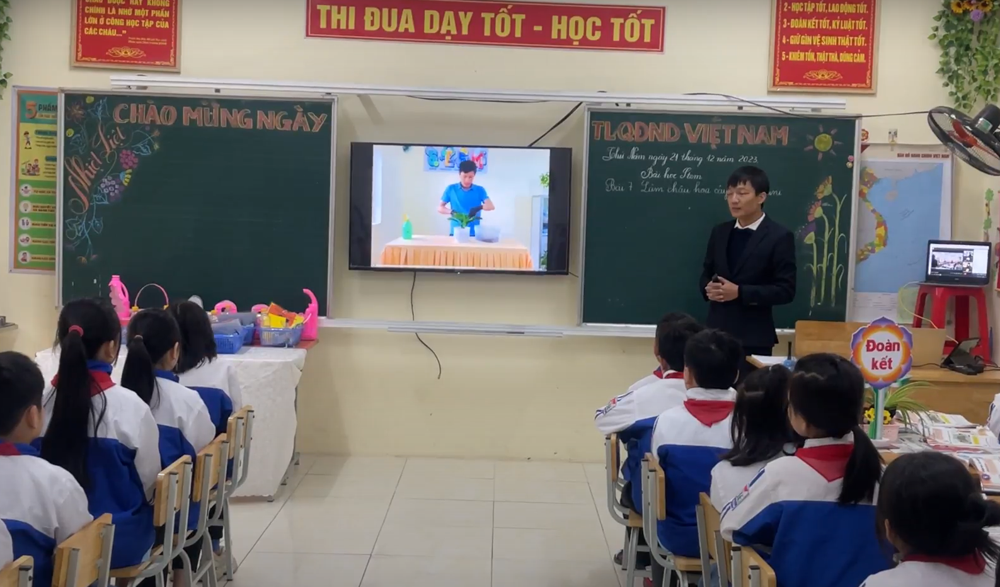 CHÁU ĐƯỢC HAY KHÔNG
CHÍNH LÀ NHỜ MỘT PHẦN
LỚN Ở CÔNG HỌC TẬP CỦA
CÁC CHÁU..."
THI ĐUA DẠY TỐT - HỌC TỐT
2 - HỌC TẬP TỐT, LAO ĐỘNG TỐT.
3 - ĐOÀN KẾT TỐT, KỶ LUẬT TỐT.
4 - GIỮ GÌN VỆ SINH THẬT TỐT.
5 - KHIÊM TỐN, THẬT THÀ, DŨNG CẢM.
5 PHẨM
CHÀO MỪNG NGÀY
Nhiệt Liệt
STEM
TLQĐND VIỆT NAM
Thứ Năm ngày 21 tháng 12 năm 2023.
Bài học Stem
Bài 7 Làm chậu hoa cây
Đoàn
kết